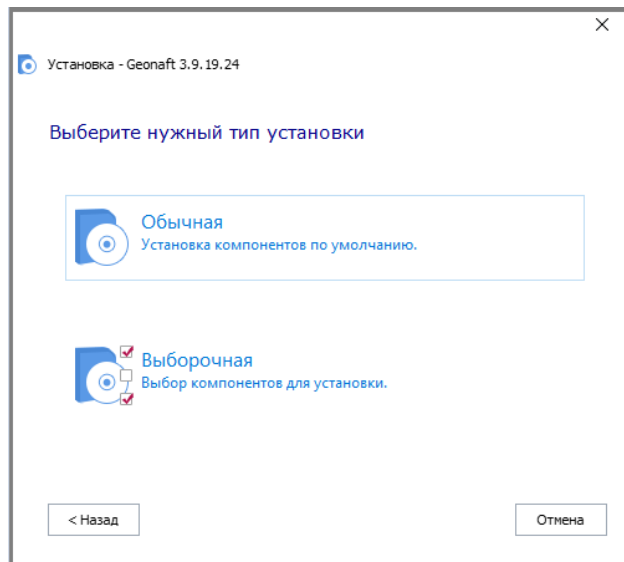 Установка - Geonaft 3.9.19.24
Выберите нужный тип установки
Обычная
Установка компонентов по умолчанию.
Выборочная
Выбор компонентов для установки.
< Назад
Отмена